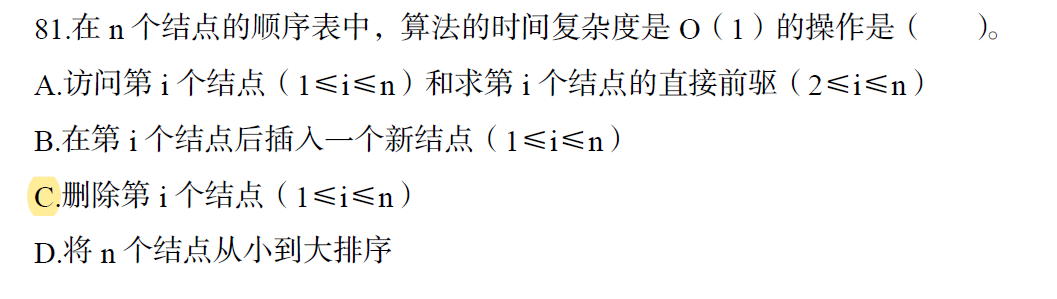 81.在 n 个结点的顺序表中，算法的时间复杂度是 O（1）的操作是（  ）。
A.访问第 i 个结点（1≤i≤n）和求第 i 个结点的直接前驱（2≤i≤n）
B.在第 i 个结点后插入一个新结点（1≤i≤n）
C.删除第 i 个结点（1≤i≤n）
D.将 n 个结点从小到大排序